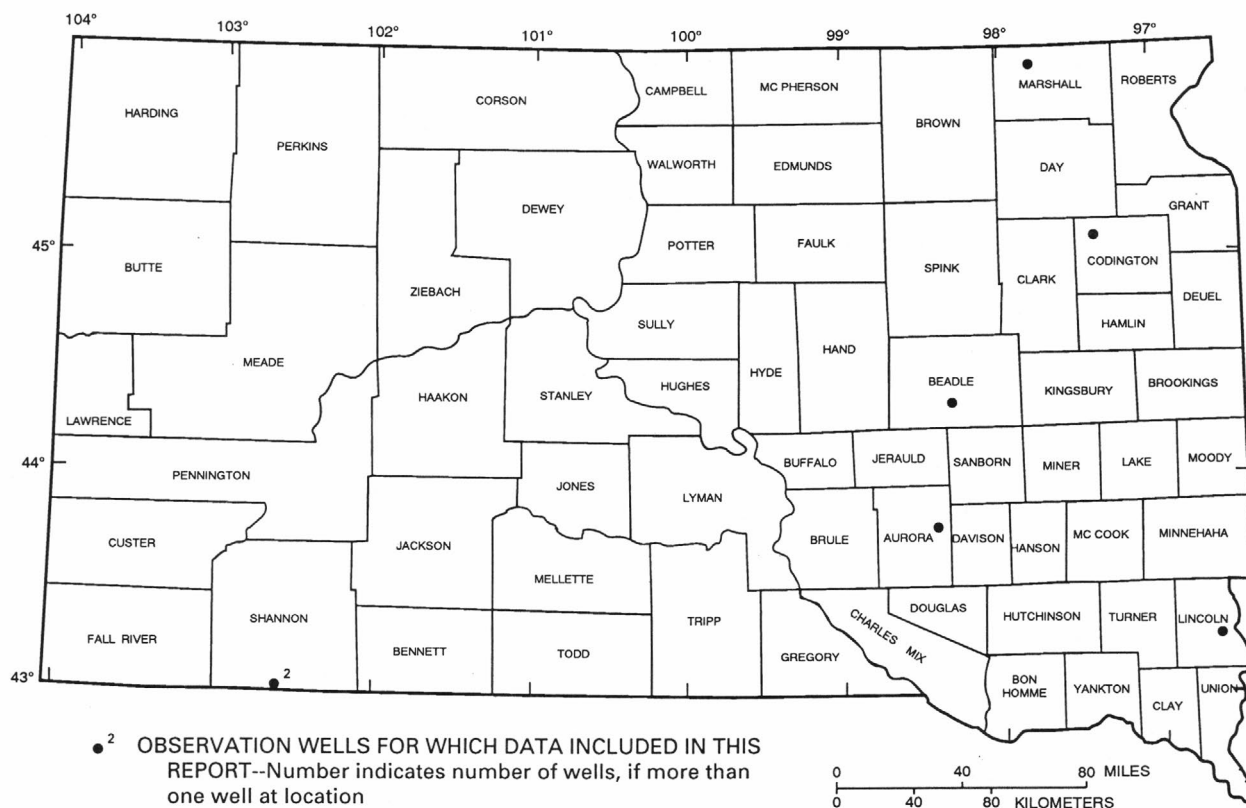 104° 103° 102° 101° 100° 99° 98° 97°
HARDING
PERKINS
CORSON
CAMPBELL
MC PHERSON
BROWN
MARSHALL
ROBERTS
WALWORTH
EDMUNDS
DAY
DEWEY
GRANT
45°
BUTTE
ZIEBACH
POTTER
FAULK
SPINK
CLARK
CODINGTON
DEUEL
HAMLIN
MEADE
SULLY
HYDE
HAND
BEADLE
KINGSBURY
BROOKINGS
LAWRENCE
HAAKON
STANLEY
HUGHES
44°
PENNINGTON
JONES
LYMAN
BUFFALO
JERAULD
SANBORN
MINER
LAKE
MOODY
CUSTER
JACKSON
BRULE
AURORA
DAVISON
HANSON
MC COOK
MINNEHAHA
MELLETTE
FALL RIVER
SHANNON
BENNETT
TODD
TRIPP
GREGORY
CHARLES MIX
DOUGLAS
HUTCHINSON
TURNER
LINCOLN
43°
2
BON
HOMME
YANKTON
CLAY
UNION
2 OBSERVATION WELLS FOR WHICH DATA INCLUDED IN THIS
REPORT--Number indicates number of wells, if more than
one well at location
0 40 80 MILES
0 40 80 KILOMETERS